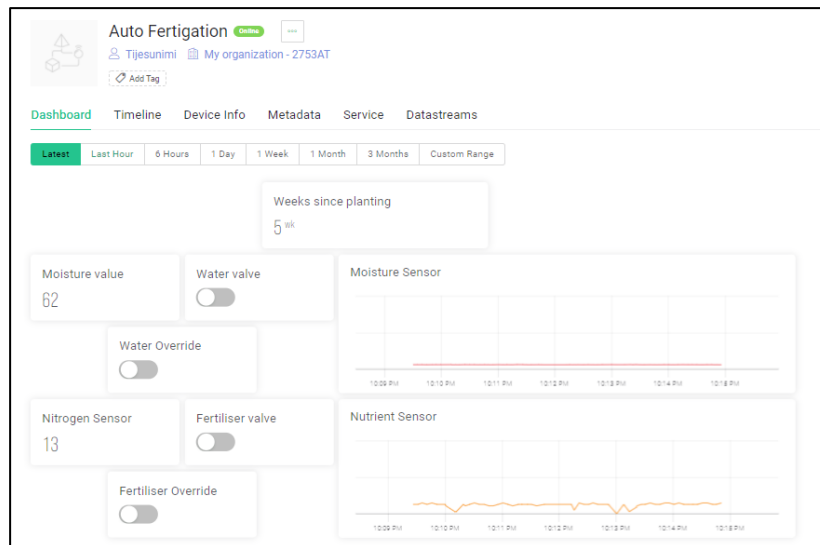 Auto Fertigation Online
Tijesunimi My organization - 2753AT
Add Tag
Dashboard Timeline Device Info Metadata Service Datastreams
Latest Last Hour 6 Hours 1 Day 1 Week 1 Month 3 Months Custom Range
Weeks since planting
5 wk
Moisture value
62
Water valve
Water Override
Moisture Sensor
10:09 PM 10:10 PM 10:11 PM 10:12 PM 10:13 PM 10:14 PM 10:15 PM
Nitrogen Sensor
13
Fertiliser valve
Fertiliser Override
Nutrient Sensor
10:09 PM 10:10 PM 10:11 PM 10:12 PM 10:13 PM 10:14 PM 10:15 PM